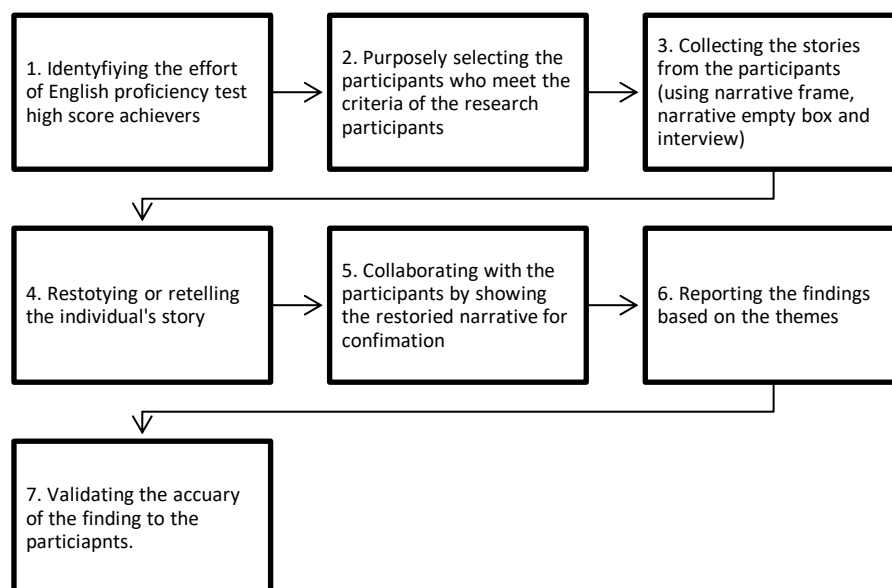 1. Identyfiying the effort
of English proficiency test
high score achievers
2. Purposely selecting the
participants who meet the
criteria of the research
participants
3. Collecting the stories
from the participants
(using narrative frame,
narrative empty box and
interview)
4. Restotying or retelling
the individual's story
5. Collaborating with the
participants by showing
the restoried narrative for
confimation
6. Reporting the findings
based on the themes
7. Validating the accuary
of the finding to the
particiapnts.